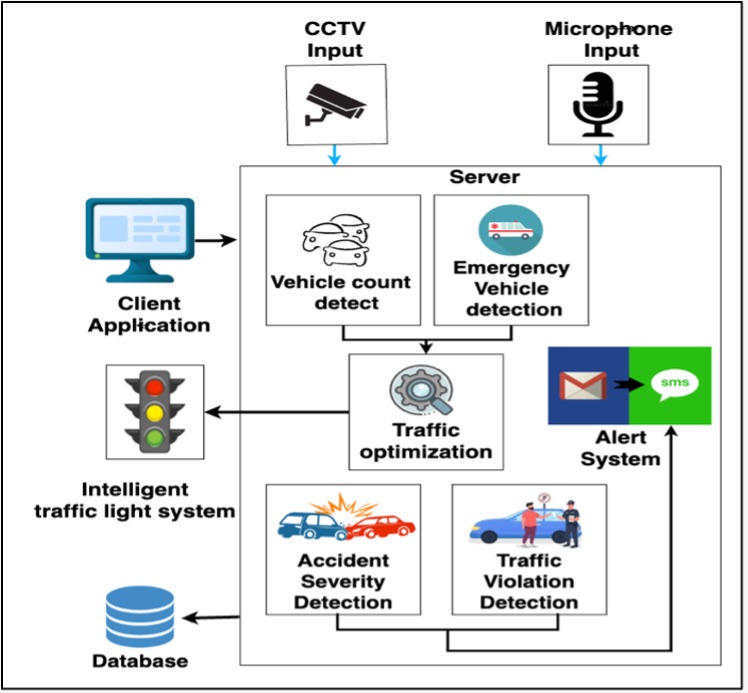 CCTV
Input
Microphone
Input
Server
Vehicle count
detect
Emergency
Vehicle
detection
Client
Application
Traffic
optimization
sms
Alert
System
Intelligent
traffic light system
Accident
Severity
Detection
Traffic
Violation
Detection
Database